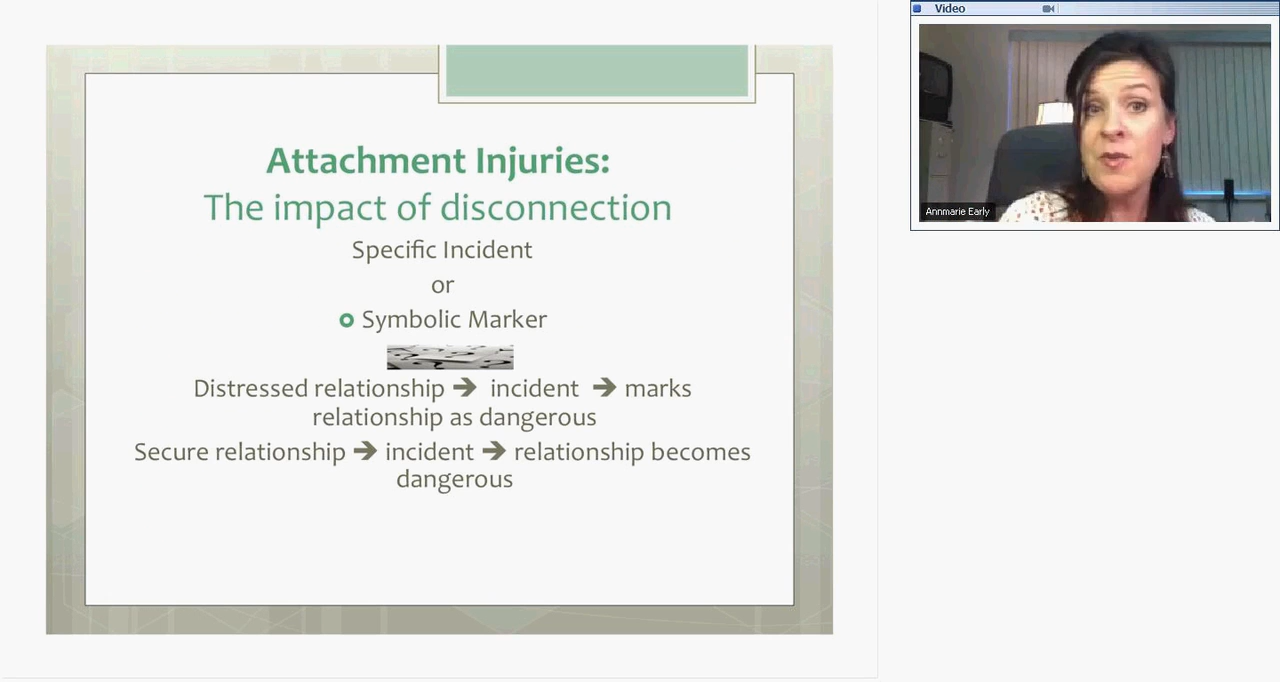 Attachment Injuries:
The impact of disconnection
Specific Incident
or
Symbolic Marker
Distressed relationship ➔ incident ➔ marks
relationship as dangerous
Secure relationship ➔ incident ➔ relationship becomes
dangerous
Video
Annmarie Early